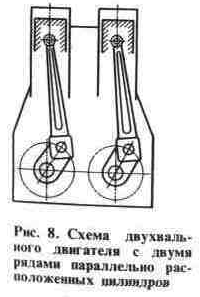 Рис. 8. Схема двухваль-
ного двигателя с двумя
рядами параллельно рас-
положенных цилиндров